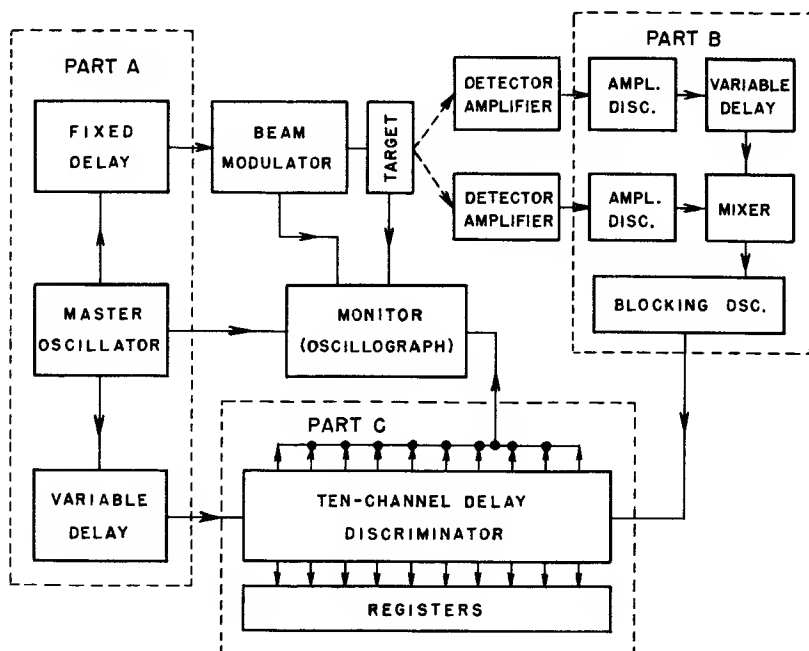 PART A
FIXED
DELAY
MASTER
OSCILLATOR
VARIABLE
DELAY
BEAM
MODULATOR
TARGET
MONITOR
(OSCILLOGRAPH)
DETECTOR
AMPLIFIER
DETECTOR
AMPLIFIER
PART B
AMPL.
DISC.
VARIABLE
DELAY
AMPL.
DISC.
MIXER
BLOCKING OSC.
PART C
TEN-CHANNEL DELAY
DISCRIMINATOR
REGISTERS